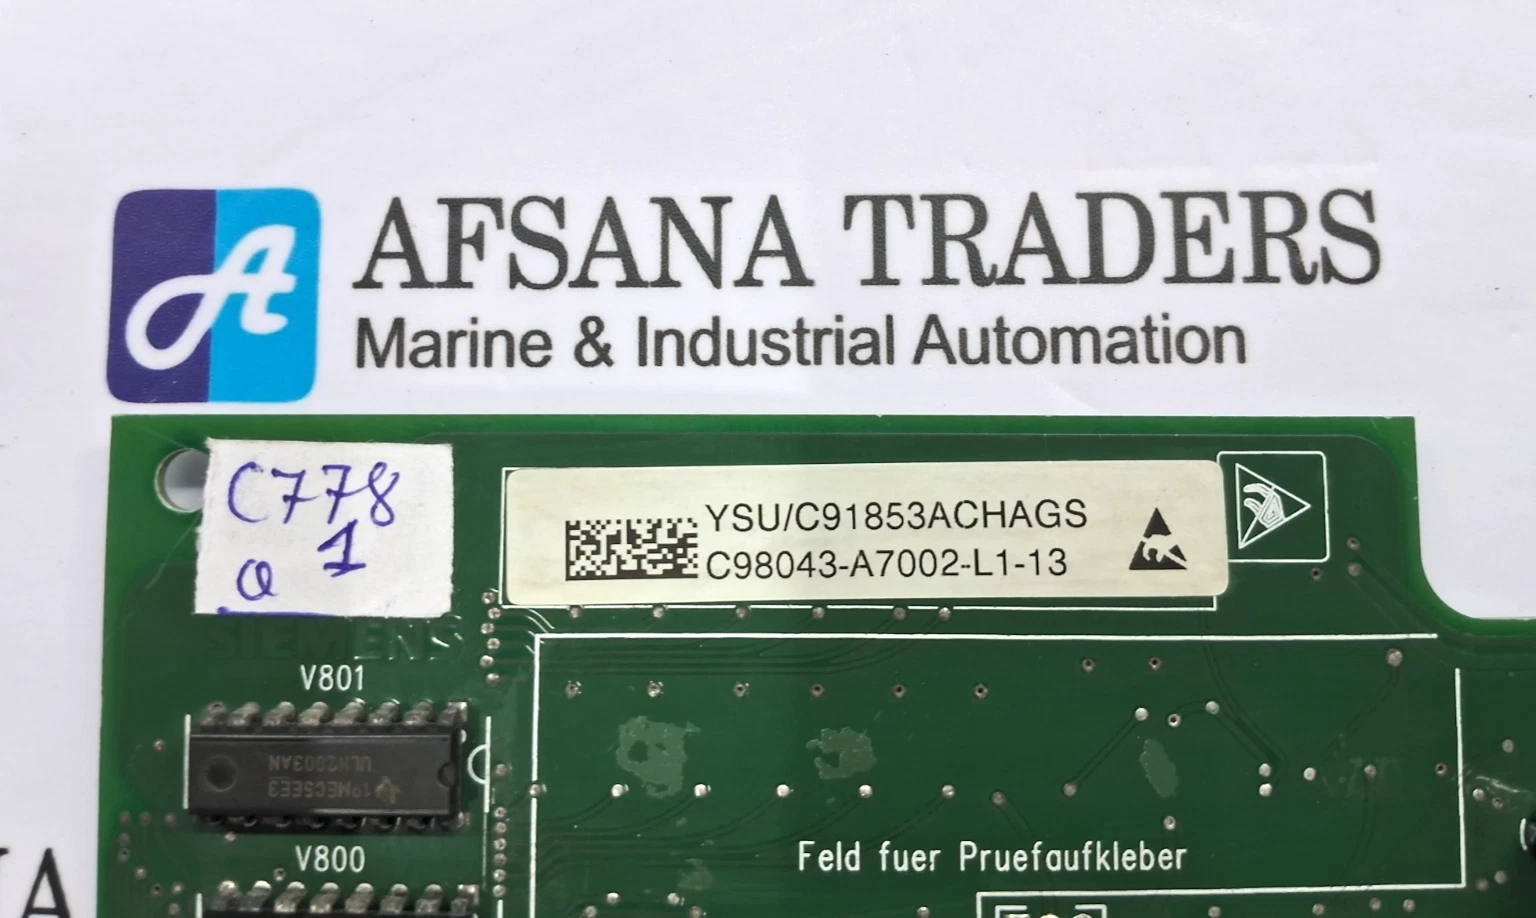 A
AFSANA TRADERS
Marine & Industrial Automation
C778
1
Q
YSU/C91853ACHAGS
C98043-A7002-L1-13
SIEMENS
V801
ULN2003AN
19MEC5EE3
V800
Feld fuer Pruefaufkleber